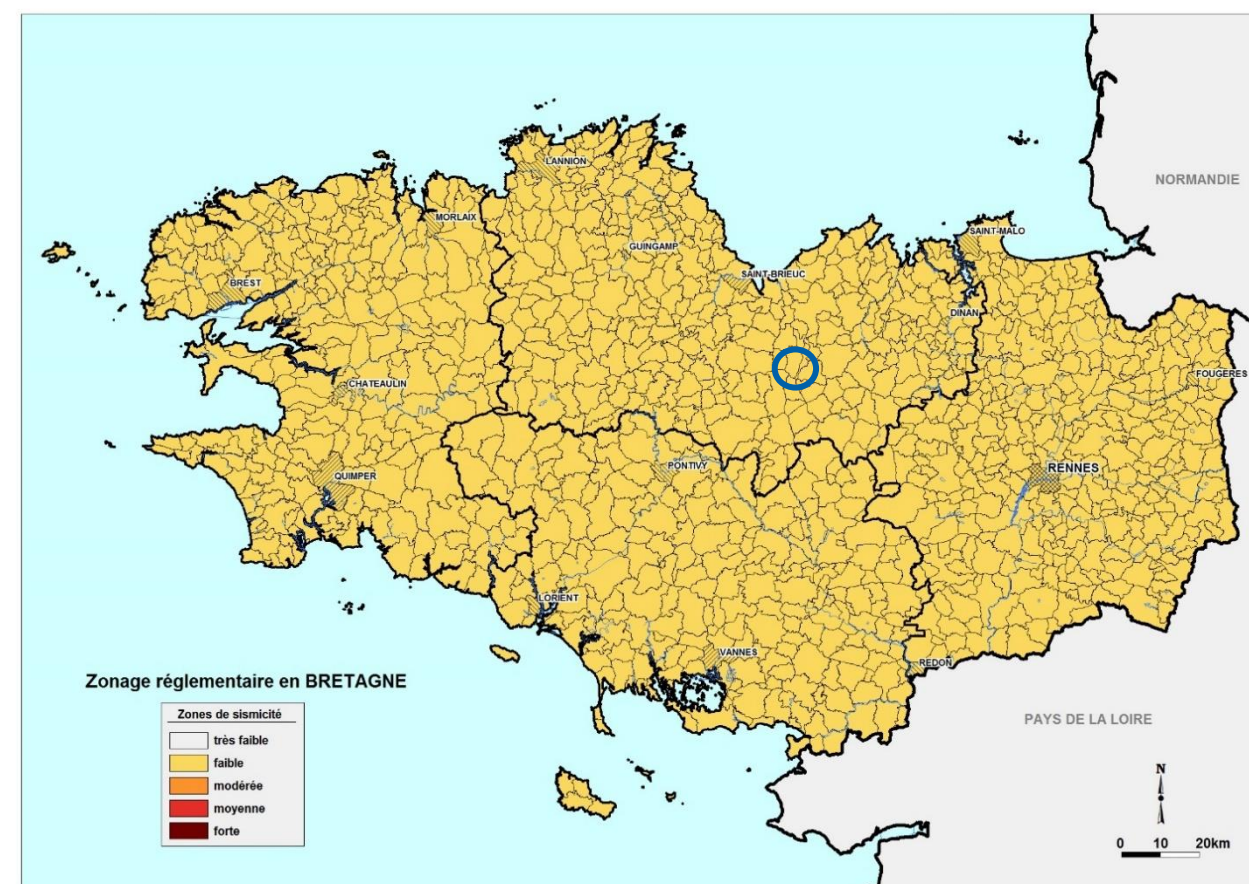 NORMANDIE
LANNION
MORLAIX
GUINGAMP
SAINT-MALO
SAINT-BRIEUC
BREST
DINAN
FOUGERES
CHATEAULIN
PONTIVY
RENNES
QUIMPER
LORIENT
VANNES
REDON
PAYS DE LA LOIRE
Zonage réglementaire en BRETAGNE
Zones de sismicité
très faible
faible
modérée
moyenne
forte
N
0 10 20km